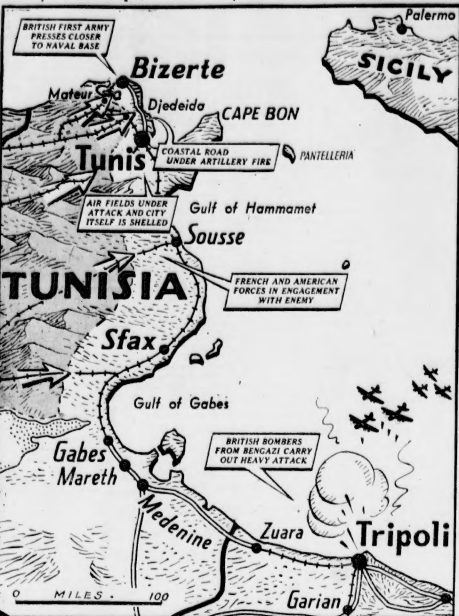 Palermo
SICILY
BRITISH FIRST ARMY
PRESSES CLOSER
TO NAVAL BASE
Bizerte
Mateur
Djedeida
CAPE BON
Tunis
COASTAL ROAD
UNDER ARTILLERY FIRE
PANTELLERIA
AIR FIELDS UNDER
ATTACK AND CITY
ITSELF IS SHELLED
Gulf of Hammamet
Sousse
TUNISIA
FRENCH AND AMERICAN
FORCES IN ENGAGEMENT
WITH ENEMY
Sfax
Gulf of Gabes
BRITISH BOMBERS
FROM BENGAZI CARRY
OUT HEAVY ATTACK
Gabes
Mareth
Medenine
Zuara
Tripoli
0 MILES. 100
Garian